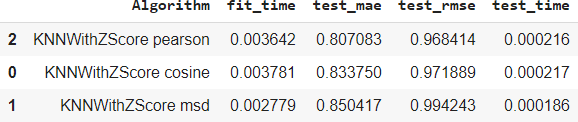 Algorithm fit_time test_mae test_rmse test_time
2 KNNWithZScore pearson 0.003642 0.807083 0.968414 0.000216
0 KNNWithZScore cosine 0.003781 0.833750 0.971889 0.000217
1 KNNWithZScore msd 0.002779 0.850417 0.994243 0.000186